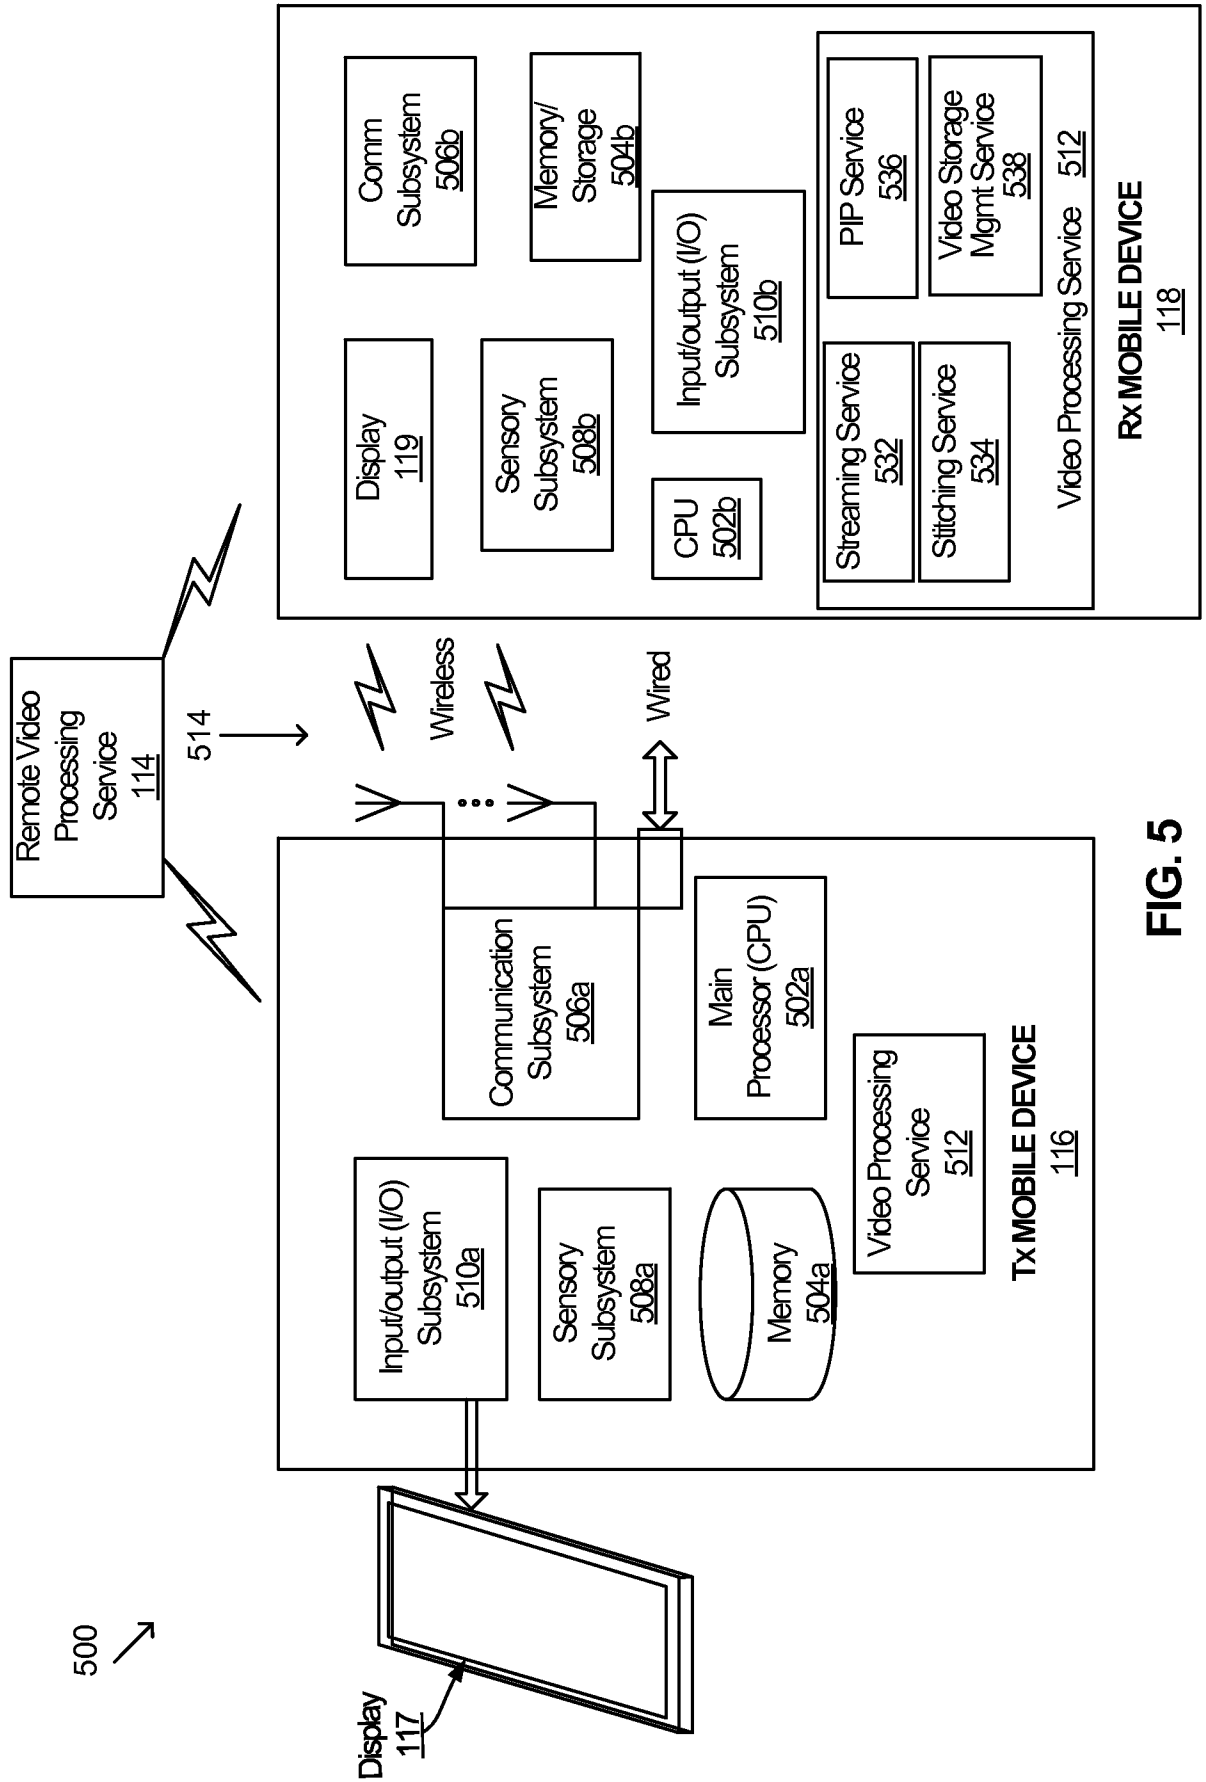 500
Remote Video
Processing
Service
114
514
Display
117
Input/output (I/O)
Subsystem
510a
Communication
Subsystem
506a
Sensory
Subsystem
508a
Main
Processor (CPU)
502a
Memory
504a
Video Processing
Service
512
Tx MOBILE DEVICE
116
Wireless
Wired
Display
119
Comm
Subsystem
506b
Sensory
Subsystem
508b
Memory/
Storage
504b
CPU
502b
Input/output (I/O)
Subsystem
510b
Streaming Service
532
PIP Service
536
Stitching Service
534
Video Storage
Mgmt Service
538
Video Processing Service 512
Rx MOBILE DEVICE
118
FIG. 5